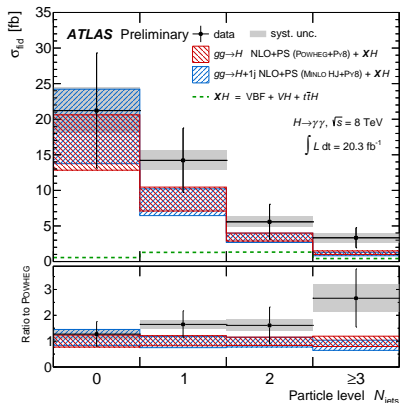 ATLAS Preliminary
data
syst. unc.
gg→H NLO+PS (POWHEG+PY8) + XH
gg→H+1j NLO+PS (MINLO HJ+PY8) + XH
XH = VBF + VH + tt̄H
H→γγ, √s = 8 TeV
∫ L dt = 20.3 fb⁻¹
σ_fid [fb]
35
30
25
20
15
10
5
0
Ratio to POWHEG
3
2
1
0
0 1 2 ≥3
Particle level N_jets